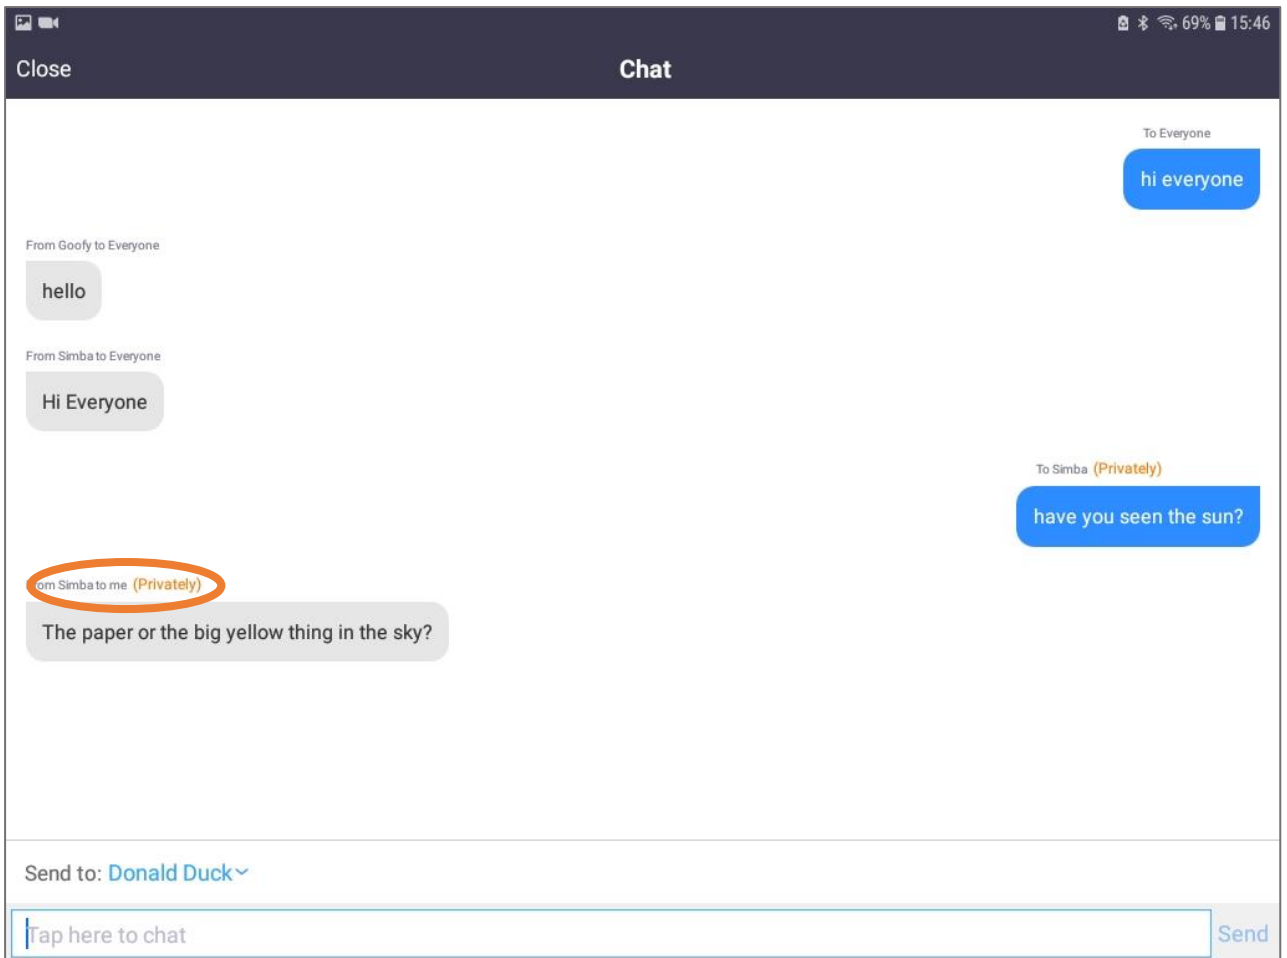 69% 15:46
Close Chat
To Everyone
hi everyone
From Goofy to Everyone
hello
From Simba to Everyone
Hi Everyone
To Simba (Privately)
have you seen the sun?
From Simba to me (Privately)
The paper or the big yellow thing in the sky?
Send to: Donald Duck
Tap here to chat Send